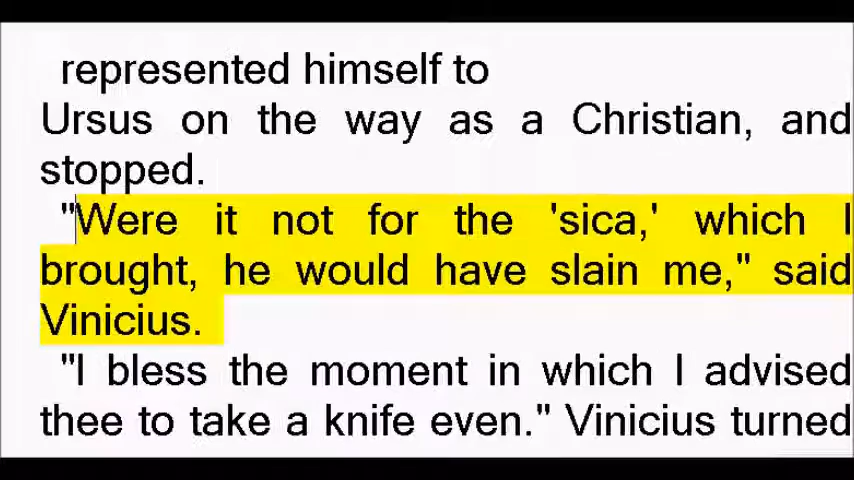 represented himself to
Ursus on the way as a Christian, and
stopped.
"Were it not for the 'sica,' which I
brought, he would have slain me," said
Vinicius.
"I bless the moment in which I advised
thee to take a knife even." Vinicius turned